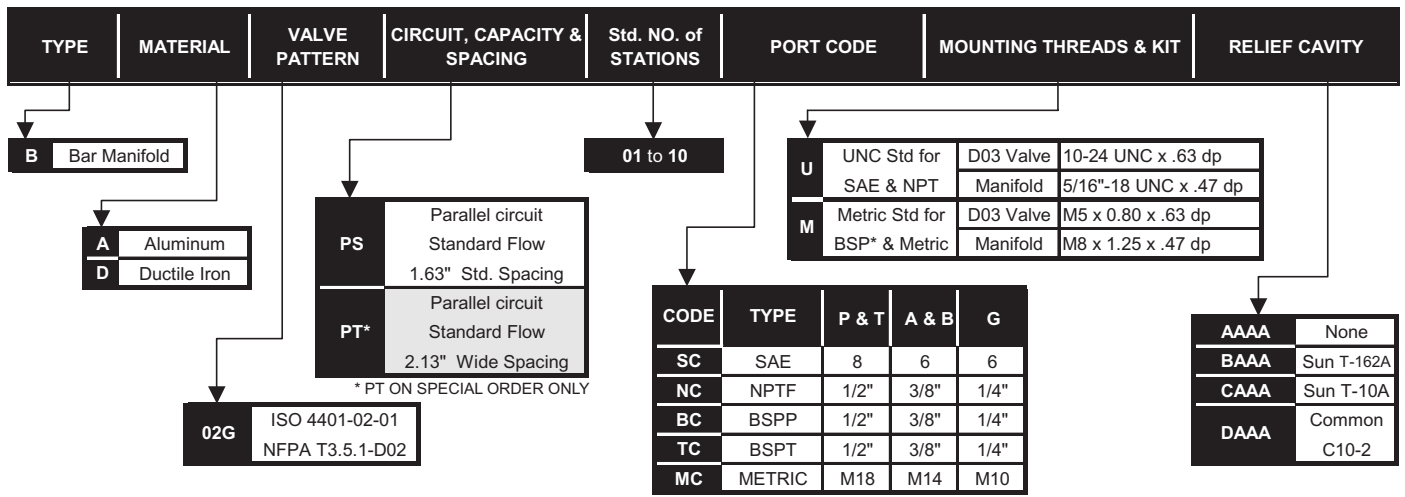 TYPE MATERIAL VALVE PATTERN CIRCUIT, CAPACITY & SPACING Std. NO. of STATIONS PORT CODE MOUNTING THREADS & KIT RELIEF CAVITY
B Bar Manifold
A Aluminum
D Ductile Iron
02G ISO 4401-02-01
NFPA T3.5.1-D02
PS Parallel circuit
Standard Flow
1.63" Std. Spacing
PT* Parallel circuit
Standard Flow
2.13" Wide Spacing
* PT ON SPECIAL ORDER ONLY
01 to 10
CODE TYPE P & T A & B G
SC SAE 8 6 6
NC NPTF 1/2" 3/8" 1/4"
BC BSPP 1/2" 3/8" 1/4"
TC BSPT 1/2" 3/8" 1/4"
MC METRIC M18 M14 M10
U UNC Std for D03 Valve 10-24 UNC x .63 dp
SAE & NPT Manifold 5/16"-18 UNC x .47 dp
M Metric Std for D03 Valve M5 x 0.80 x .63 dp
BSP* & Metric Manifold M8 x 1.25 x .47 dp
AAAA None
BAAA Sun T-162A
CAAA Sun T-10A
DAAA Common
C10-2